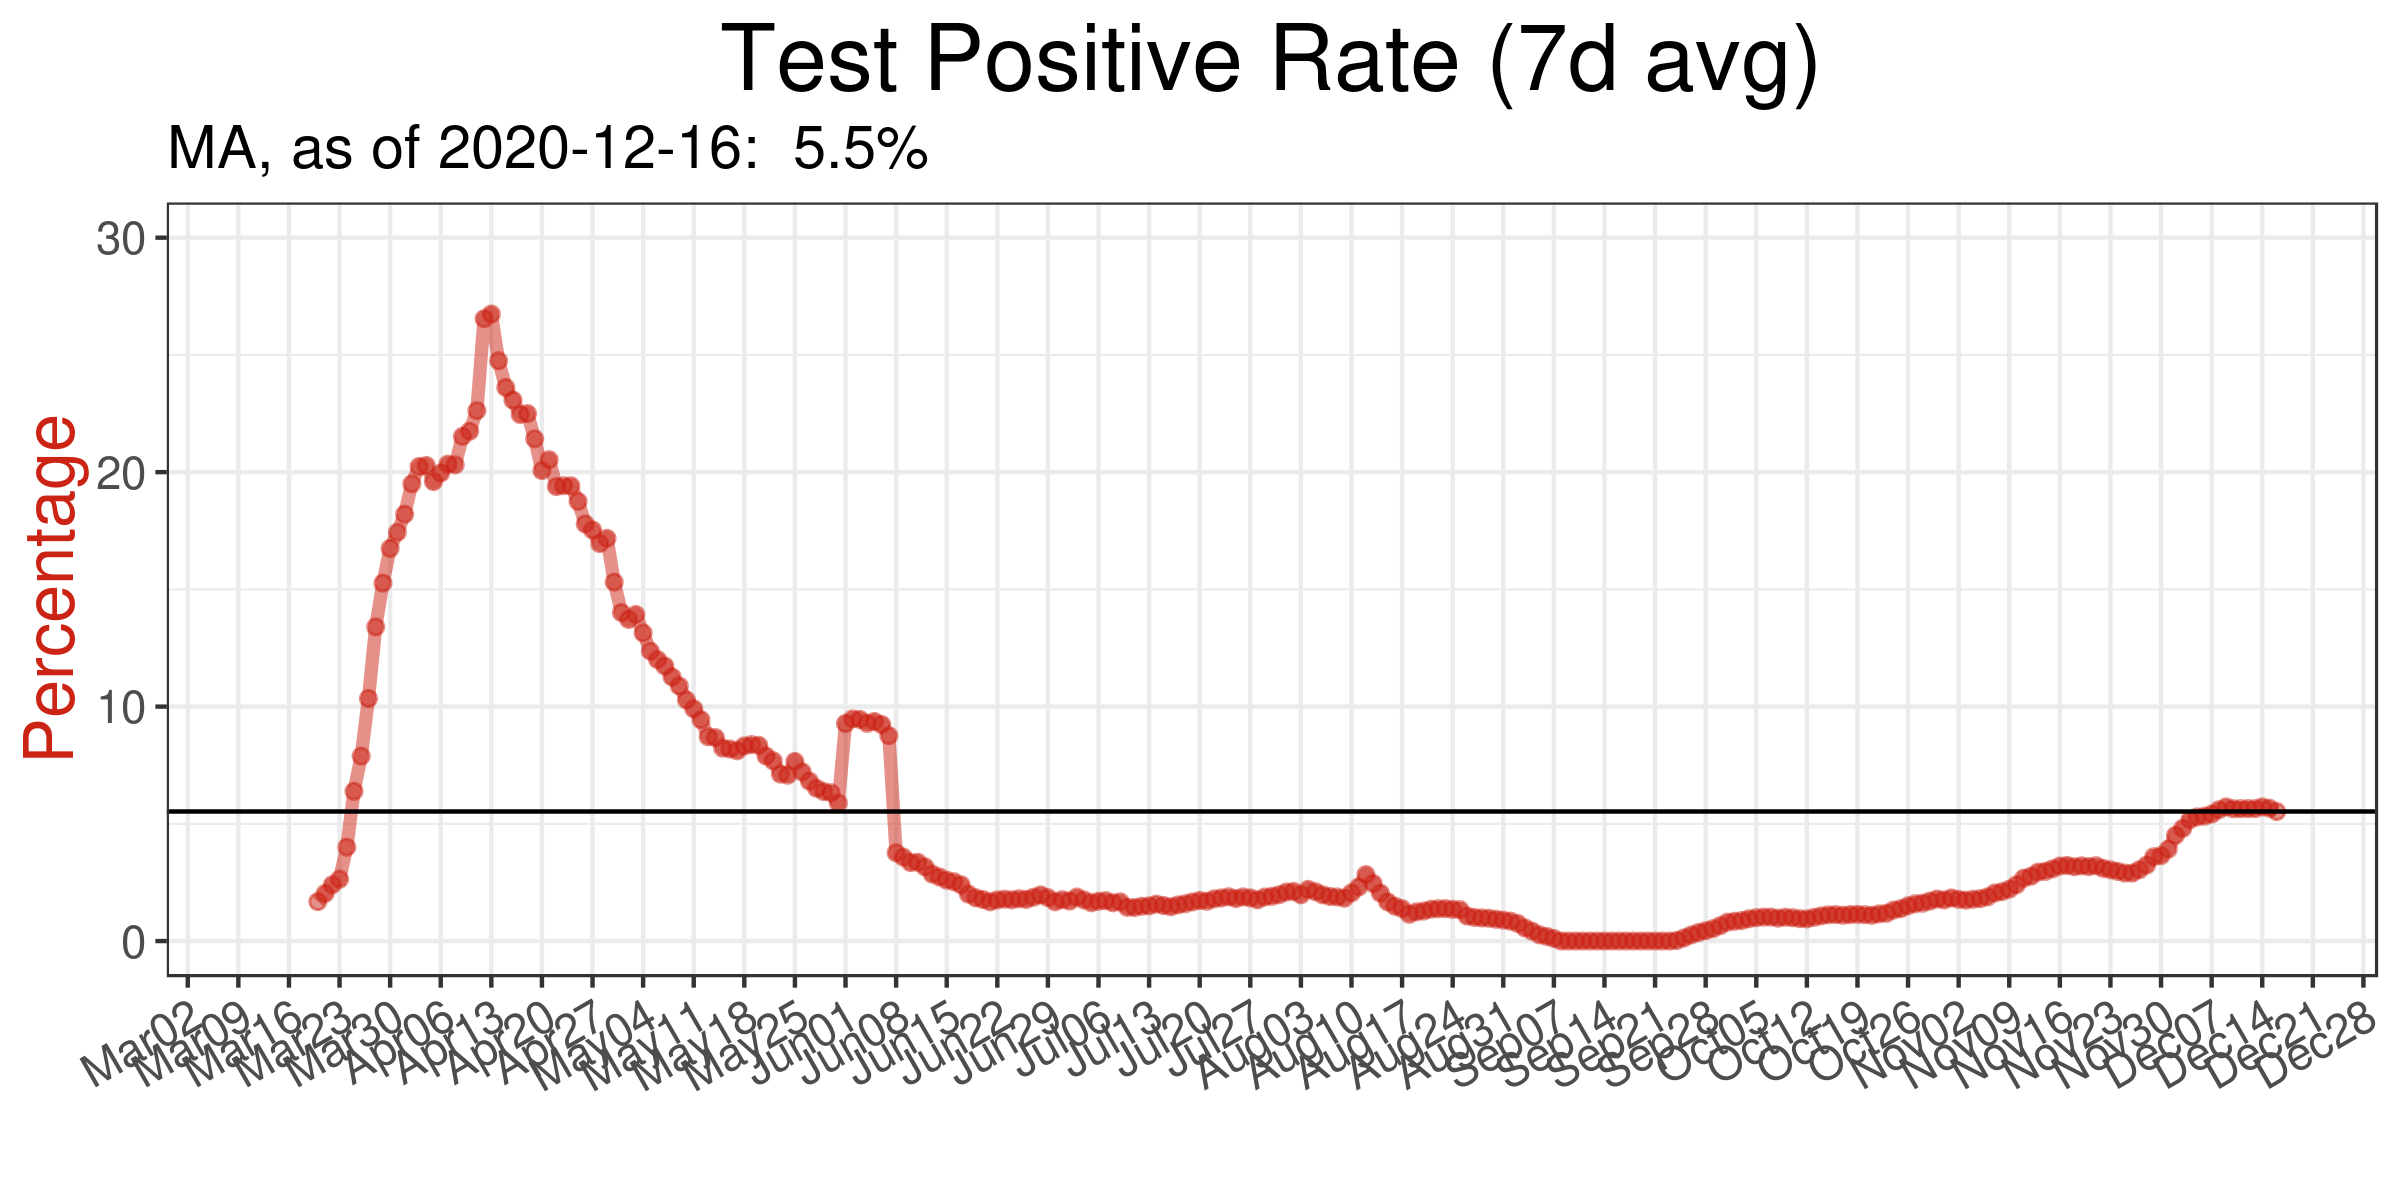 Test Positive Rate (7d avg)
MA, as of 2020-12-16:  5.5%
Percentage
30
20
10
0
Mar02
Mar09
Mar16
Mar23
Mar30
Apr06
Apr13
Apr20
Apr27
May04
May11
May18
May25
Jun01
Jun08
Jun15
Jun22
Jun29
Jul06
Jul13
Jul20
Jul27
Aug03
Aug10
Aug17
Aug24
Aug31
Sep07
Sep14
Sep21
Sep28
Oct05
Oct12
Oct19
Oct26
Nov02
Nov09
Nov16
Nov23
Nov30
Dec07
Dec14
Dec21
Dec28